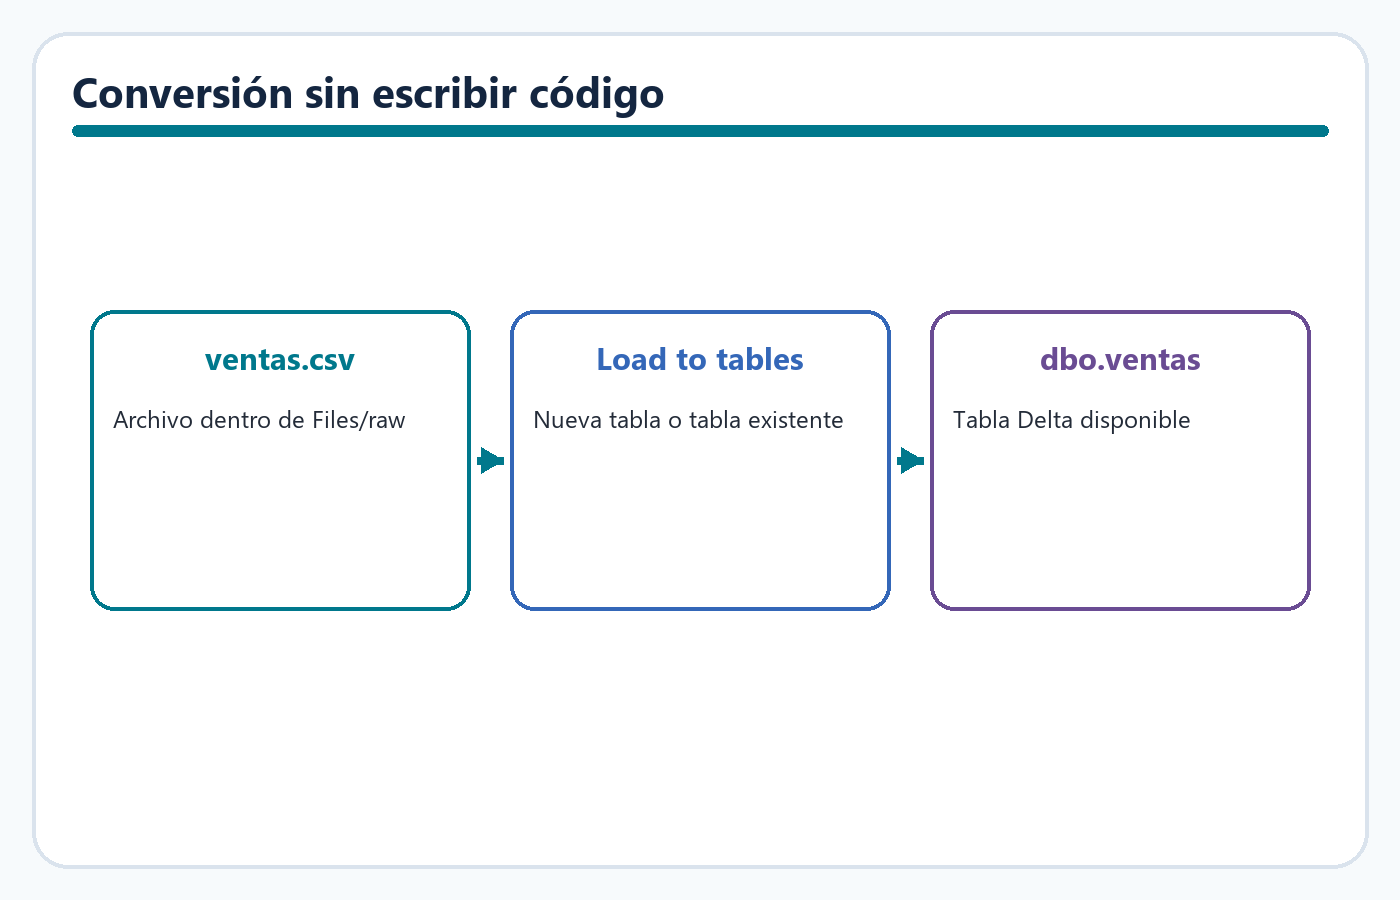 Conversión sin escribir código
ventas.csv
Archivo dentro de Files/raw
Load to tables
Nueva tabla o tabla existente
dbo.ventas
Tabla Delta disponible